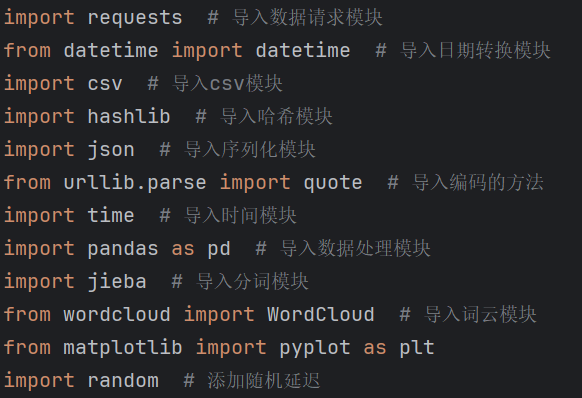 import requests  # 导入数据请求模块
from datetime import datetime  # 导入日期转换模块
import csv  # 导入csv模块
import hashlib  # 导入哈希模块
import json  # 导入序列化模块
from urllib.parse import quote  # 导入编码的方法
import time  # 导入时间模块
import pandas as pd  # 导入数据处理模块
import jieba  # 导入分词模块
from wordcloud import WordCloud  # 导入词云模块
from matplotlib import pyplot as plt
import random  # 添加随机延迟